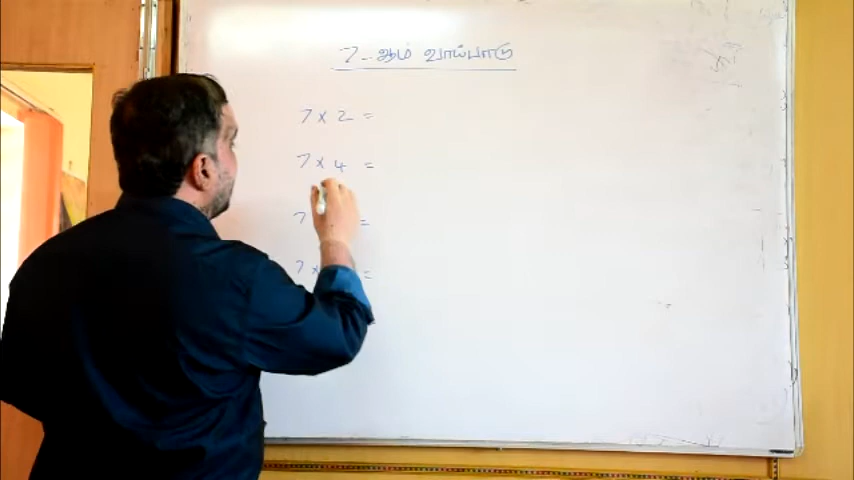 7 - ஆம் வாய்பாடு
7 × 2 =
7 × 4 =
7 =
7 × =